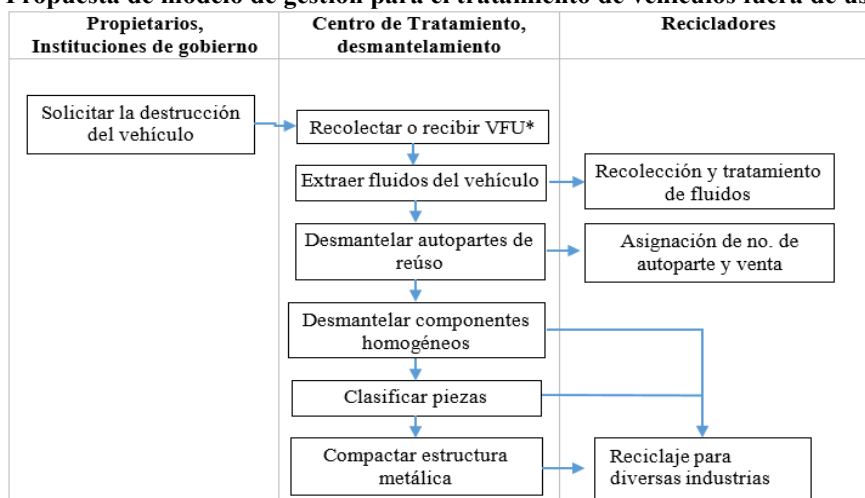 Propuesta de modelo de gestión para el tratamiento de vehículos fuera de
Propietarios,
Instituciones de gobierno
Centro de Tratamiento,
desmantelamiento
Recicladores
Solicitar la destrucción
del vehículo
Recolectar o recibir VFU*
Extraer fluidos del vehículo
Recolección y tratamiento
de fluidos
Desmantelar autopartes de
reúso
Asignación de no. de
autoparte y venta
Desmantelar componentes
homogéneos
Clasificar piezas
Compactar estructura
metálica
Reciclaje para
diversas industrias